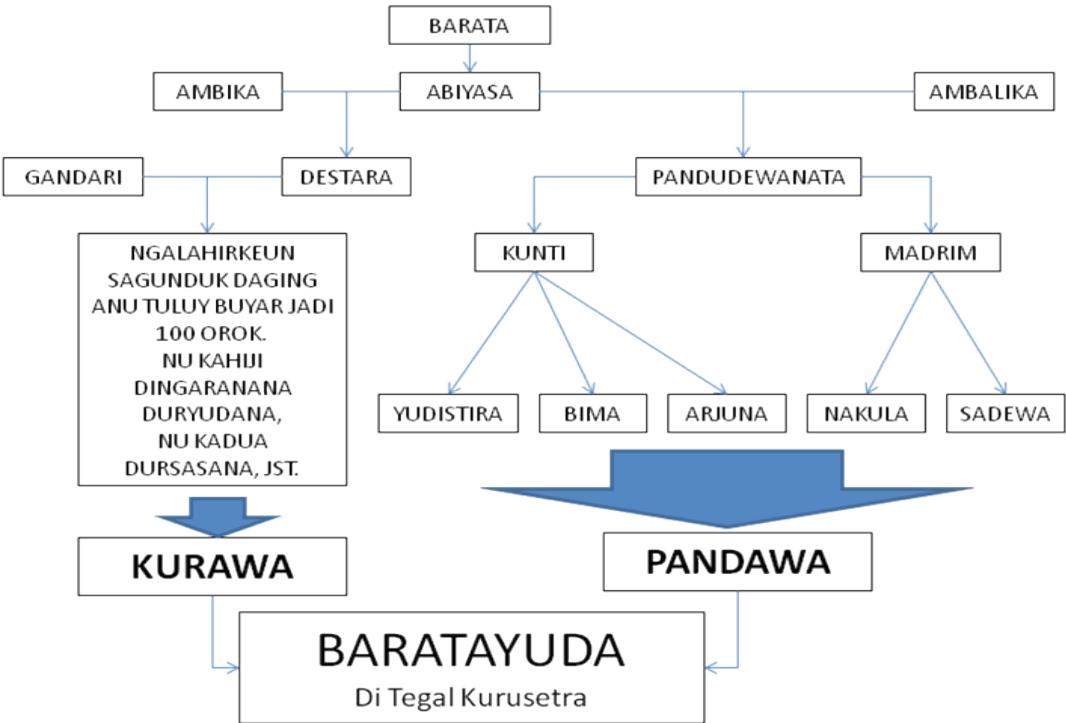 BARATA
AMBIKA
ABIYASA
AMBALIKA
GANDARI
DESTARA
PANDUDEWANATA
NGALAHIRKEUN
SAGUNDUK DAGING
ANU TULUY BUYAR JADI
100 OROK.
NU KAHIJI
DINGARANANA
DURYUDANA,
NU KADUA
DURSASANA, JST.
KUNTI
MADRIM
YUDISTIRA
BIMA
ARJUNA
NAKULA
SADEWA
KURAWA
PANDAWA
BARATAYUDA
Di Tegal Kurusetra